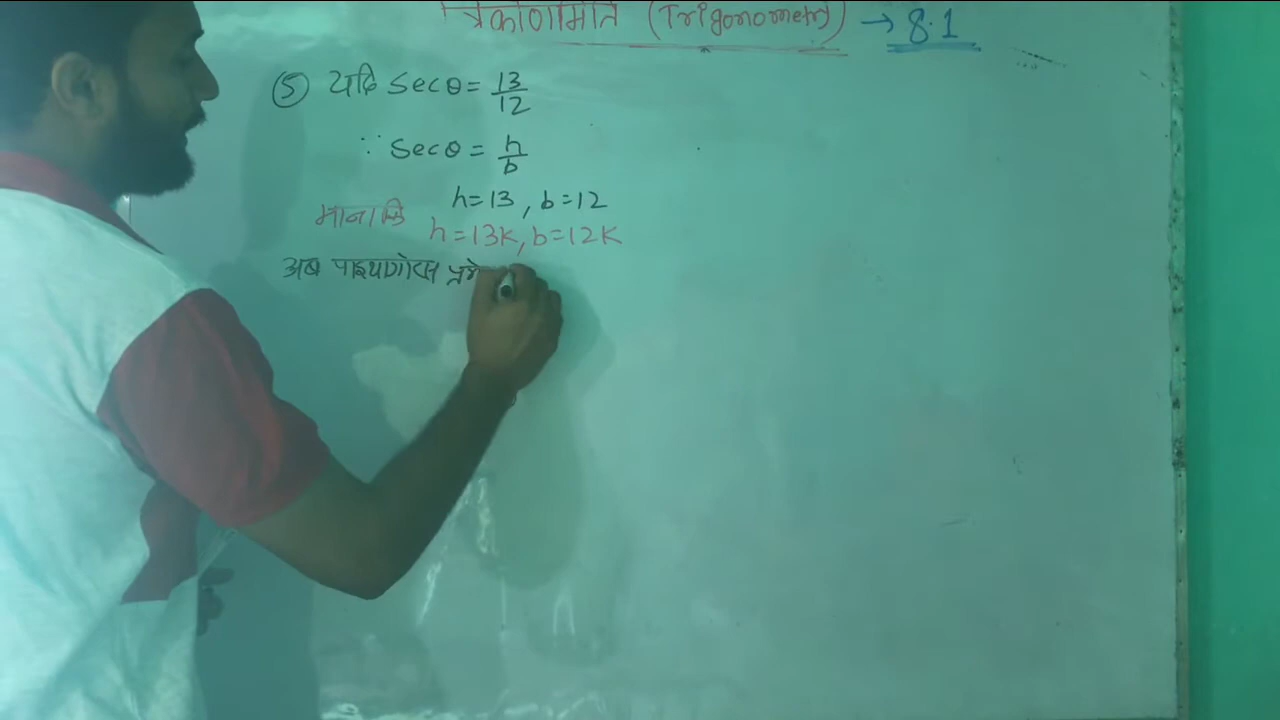 त्रिकोणमिति (Trigonometry) → 8.1
⑤ यदि secθ = 13/12
∵ secθ = h/b
h=13, b=12
माना कि h=13K, b=12K
अब पाइथागोरस प्रमे